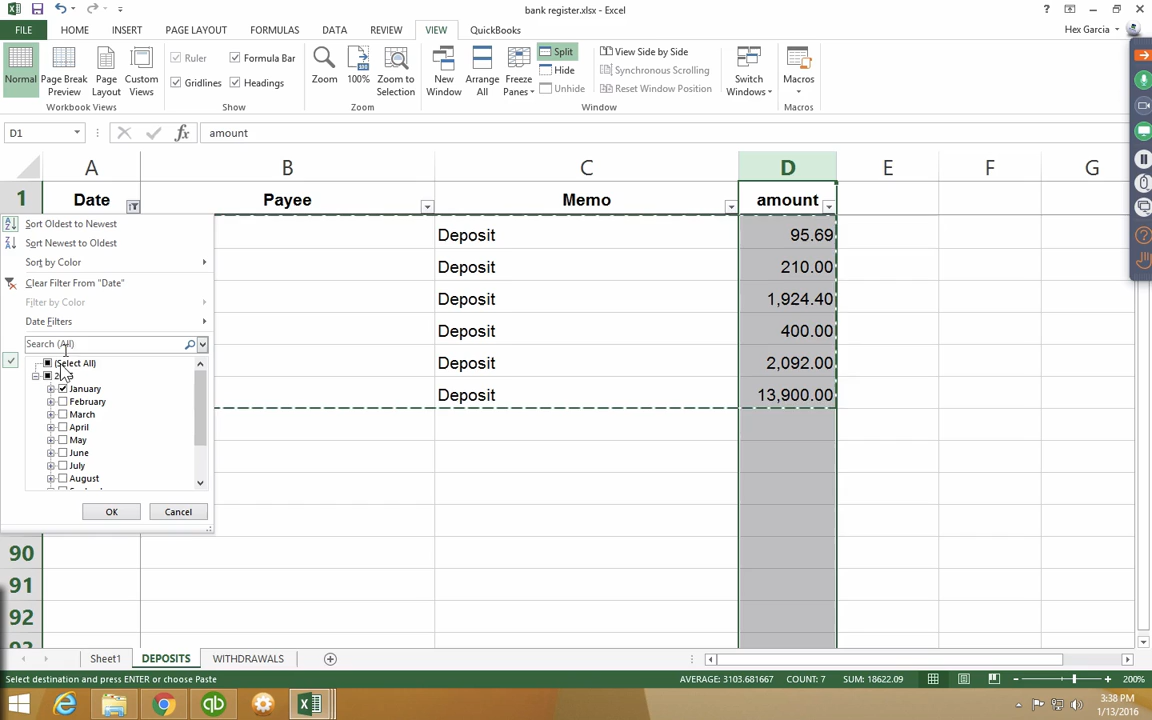 bank register.xlsx - Excel
FILE HOME INSERT PAGE LAYOUT FORMULAS DATA REVIEW VIEW QuickBooks
Hex Garcia
Normal
Page Break Preview
Page Layout
Custom Views
Workbook Views
Ruler
Formula Bar
Gridlines
Headings
Show
Zoom
100%
Zoom to Selection
Zoom
New Window
Arrange All
Freeze Panes
Split
Hide
Unhide
View Side by Side
Synchronous Scrolling
Reset Window Position
Window
Switch Windows
Macros
Macros
D1 fx amount
A B C D E F G
1 Date Payee Memo amount
Deposit 95.69
Deposit 210.00
Deposit 1,924.40
Deposit 400.00
Deposit 2,092.00
Deposit 13,900.00
Sort Oldest to Newest
Sort Newest to Oldest
Sort by Color
Clear Filter From "Date"
Filter by Color
Date Filters
Search (All)
(Select All)
January
February
March
April
May
June
July
August
OK Cancel
90
91
92
Sheet1 DEPOSITS WITHDRAWALS
Select destination and press ENTER or choose Paste
AVERAGE: 3103.681667 COUNT: 7 SUM: 18622.09
200%
3:38 PM
1/13/2016